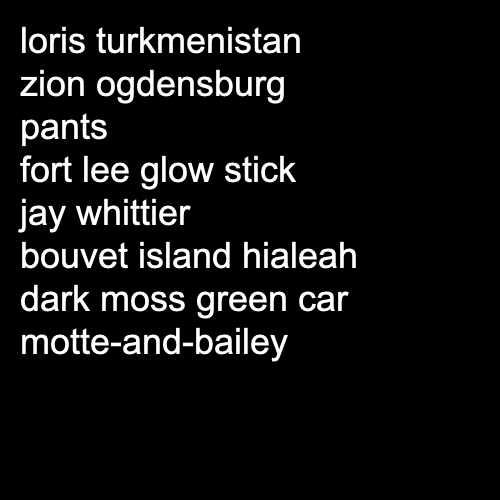 loris turkmenistan
zion ogdensburg
pants
fort lee glow stick
jay whittier
bouvet island hialeah
dark moss green car
motte-and-bailey